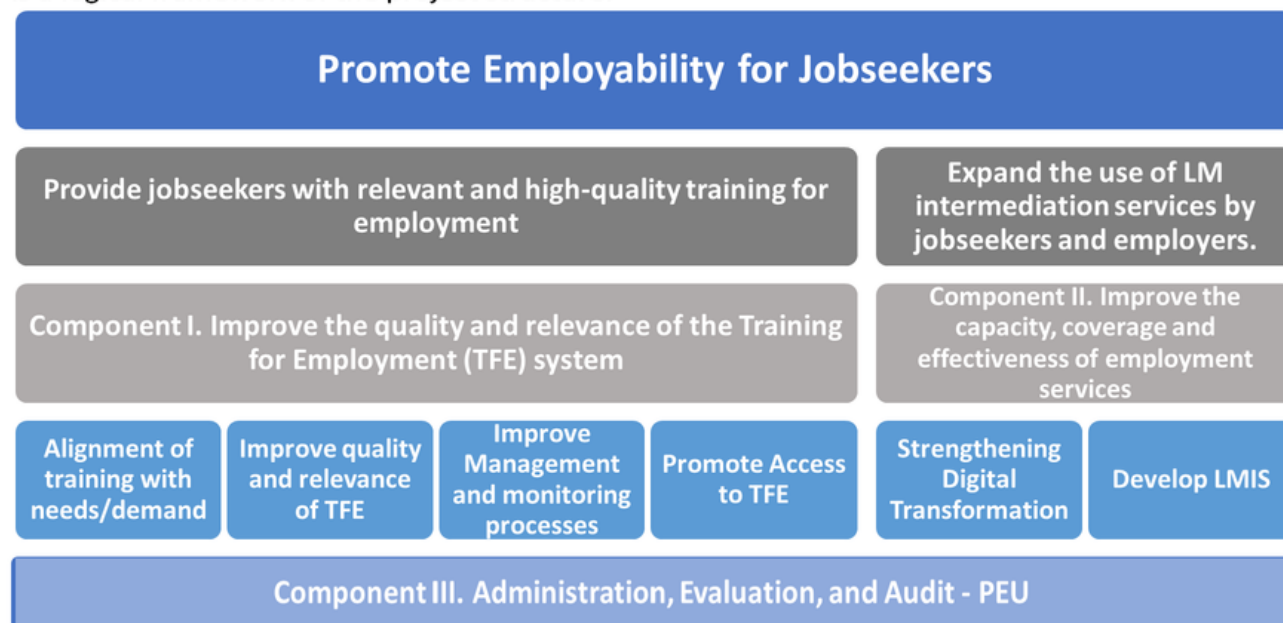 Promote Employability for Jobseekers
Provide jobseekers with relevant and high-quality training for
employment
Expand the use of LM
intermediation services by
jobseekers and employers.
Component I. Improve the quality and relevance of the Training
for Employment (TFE) system
Component II. Improve the
capacity, coverage and
effectiveness of employment
services
Alignment of
training with
needs/demand
Improve quality
and relevance
of TFE
Improve
Management
and monitoring
processes
Promote Access
to TFE
Strengthening
Digital
Transformation
Develop LMIS
Component III. Administration, Evaluation, and Audit - PEU